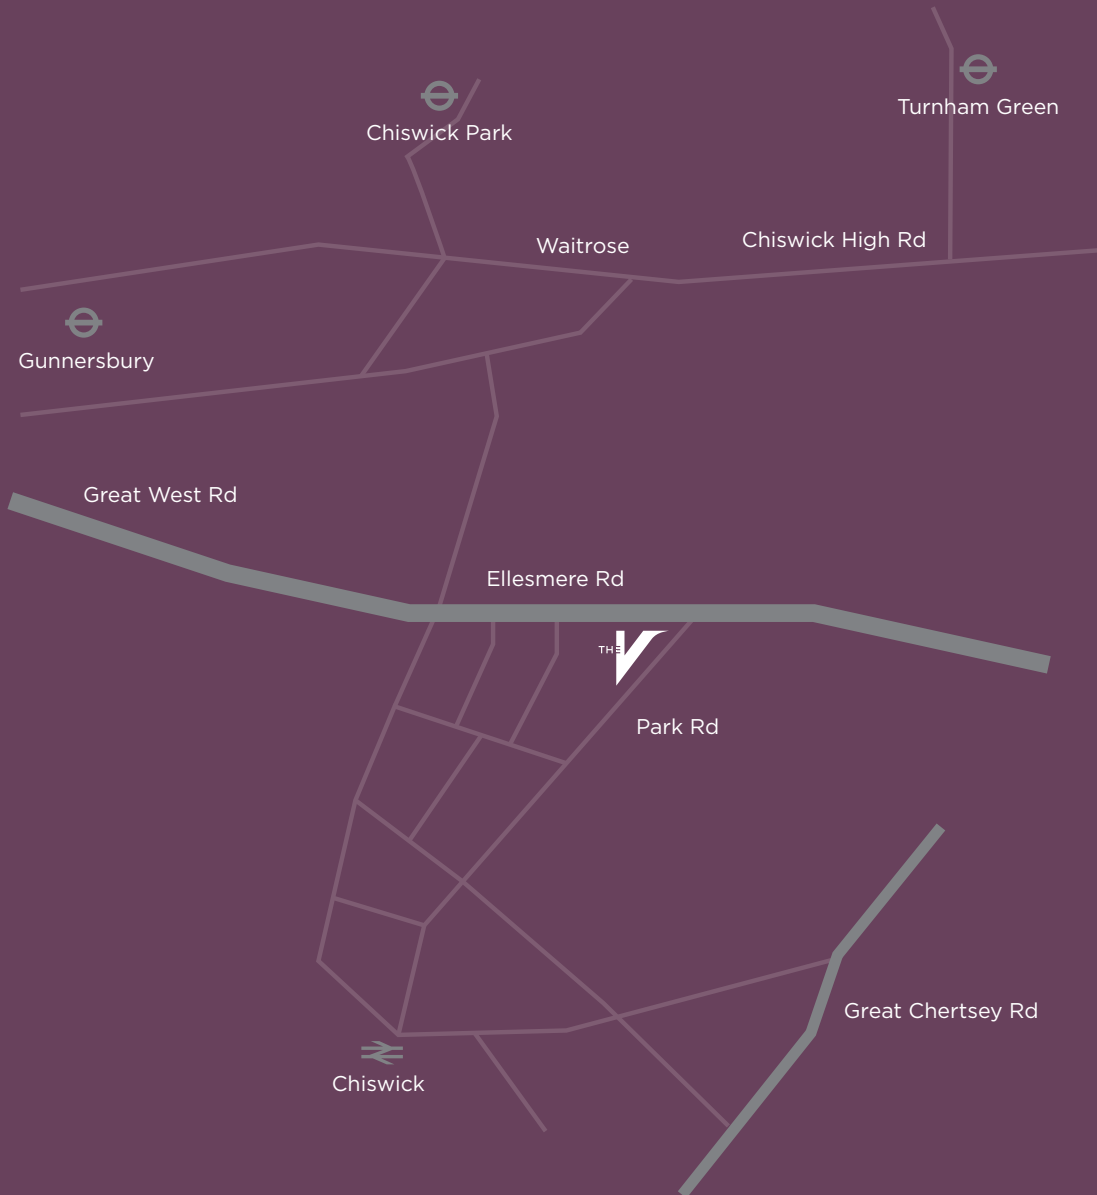 Turnham Green
Chiswick Park
Chiswick High Rd
Waitrose
Gunnersbury
Great West Rd
Ellesmere Rd
THE V
Park Rd
Great Chertsey Rd
Chiswick